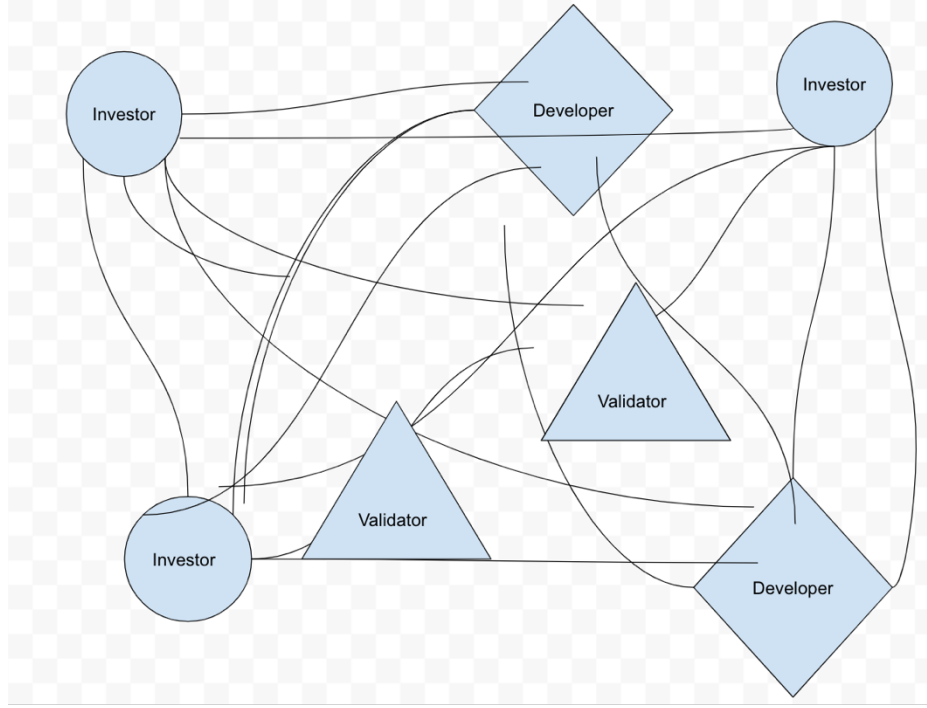 Investor
Developer
Investor
Validator
Validator
Investor
Developer